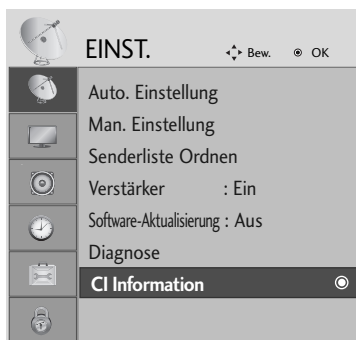 EINST. Bew. OK
Auto. Einstellung
Man. Einstellung
Senderliste Ordnen
Verstärker : Ein
Software-Aktualisierung : Aus
Diagnose
CI Information